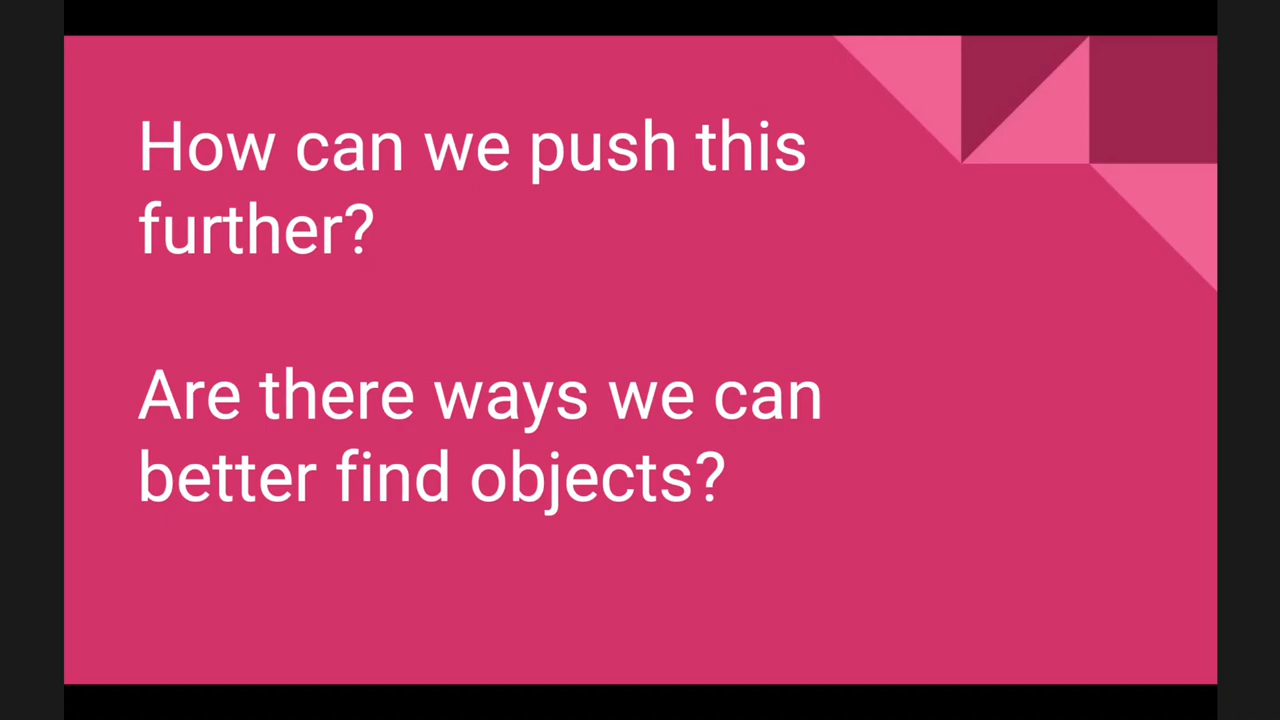 How can we push this
further?
Are there ways we can
better find objects?